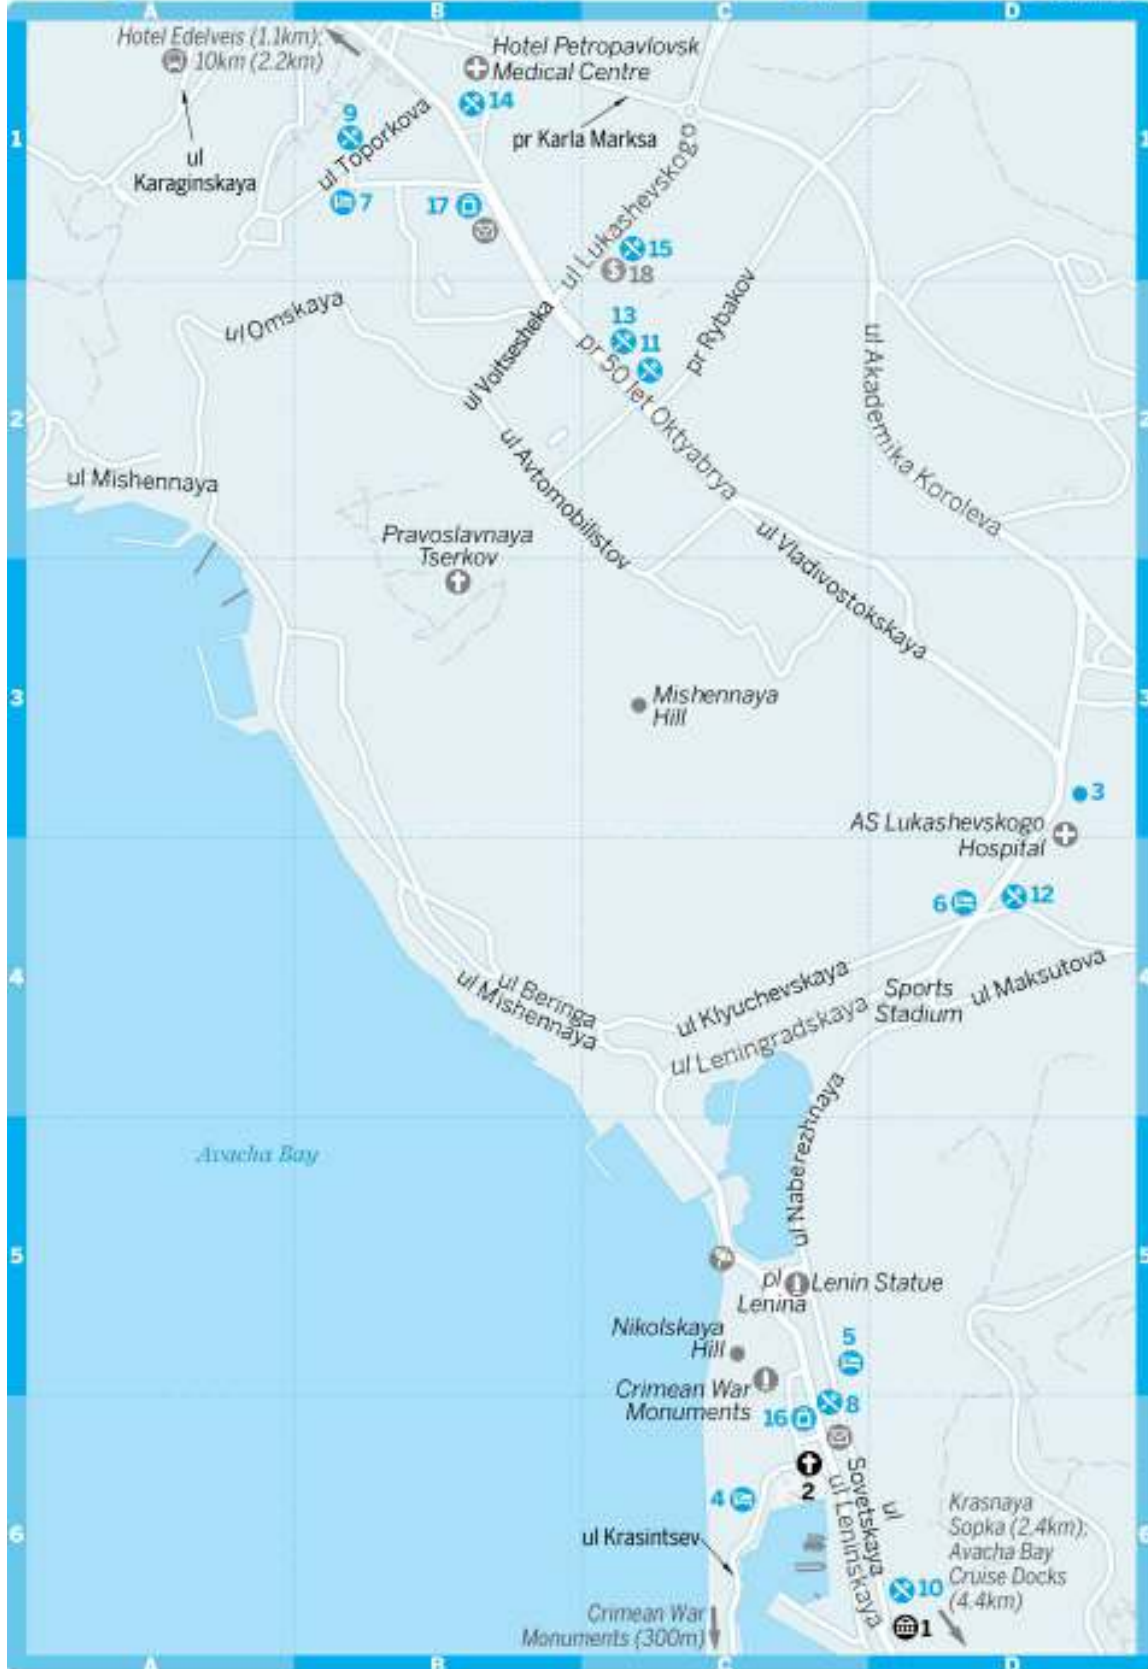 A B C D
Hotel Edelveis (1.1km);
10km (2.2km)
Hotel Petropavlovsk
Medical Centre
14
9
1
1
ul Toporkova
pr Karla Marksa
ul
Karaginskaya
7
17
ul Lukashevskogo
15
18
ul Omskaya
ul Voitsesheka
13
11
pr 50 let Oktyabrya
pr Rybakov
ul Akademika Koroleva
2
2
ul Avtomobilistov
ul Mishennaya
Pravoslavnaya
Tserkov
ul Vladivostokskaya
3
3
Mishennaya
Hill
3
AS Lukashevskogo
Hospital
6
12
4
4
ul Beringa
ul Mishennaya
ul Klyuchevskaya
ul Leningradskaya
Sports
Stadium
ul Maksutova
ul Naberezhnaya
Avacha Bay
5
5
pl
Lenina
Lenin Statue
Nikolskaya
Hill
5
Crimean War
Monuments
16
8
2
4
Sovetskaya
ul
ul Leninskaya
6
6
ul Krasintsev
Krasnaya
Sopka (2.4km);
Avacha Bay
Cruise Docks
(4.4km)
10
1
Crimean War
Monuments (300m)
A B C D